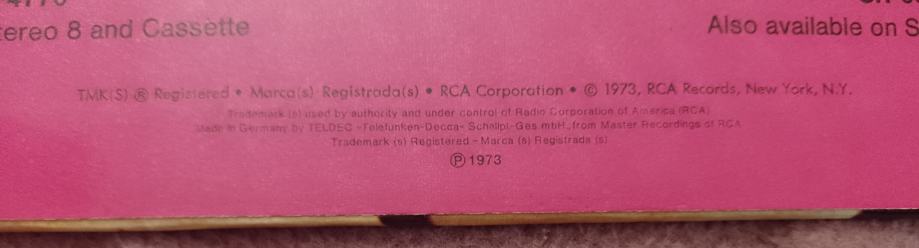 Stereo 8 and Cassette
Also available on S
TMK(S) ® Registered • Marca(s) Registrada(s) • RCA Corporation • © 1973, RCA Records, New York, N.Y.
Trademark (s) used by authority and under control of Radio Corporation of America (RCA)
Made in Germany by TELDEC -Telefunken-Decca- Schallpl-Ges mbH.,from Master Recordings of RCA
Trademark (s) Registered - Marca (s) Registrada (s)
℗ 1973